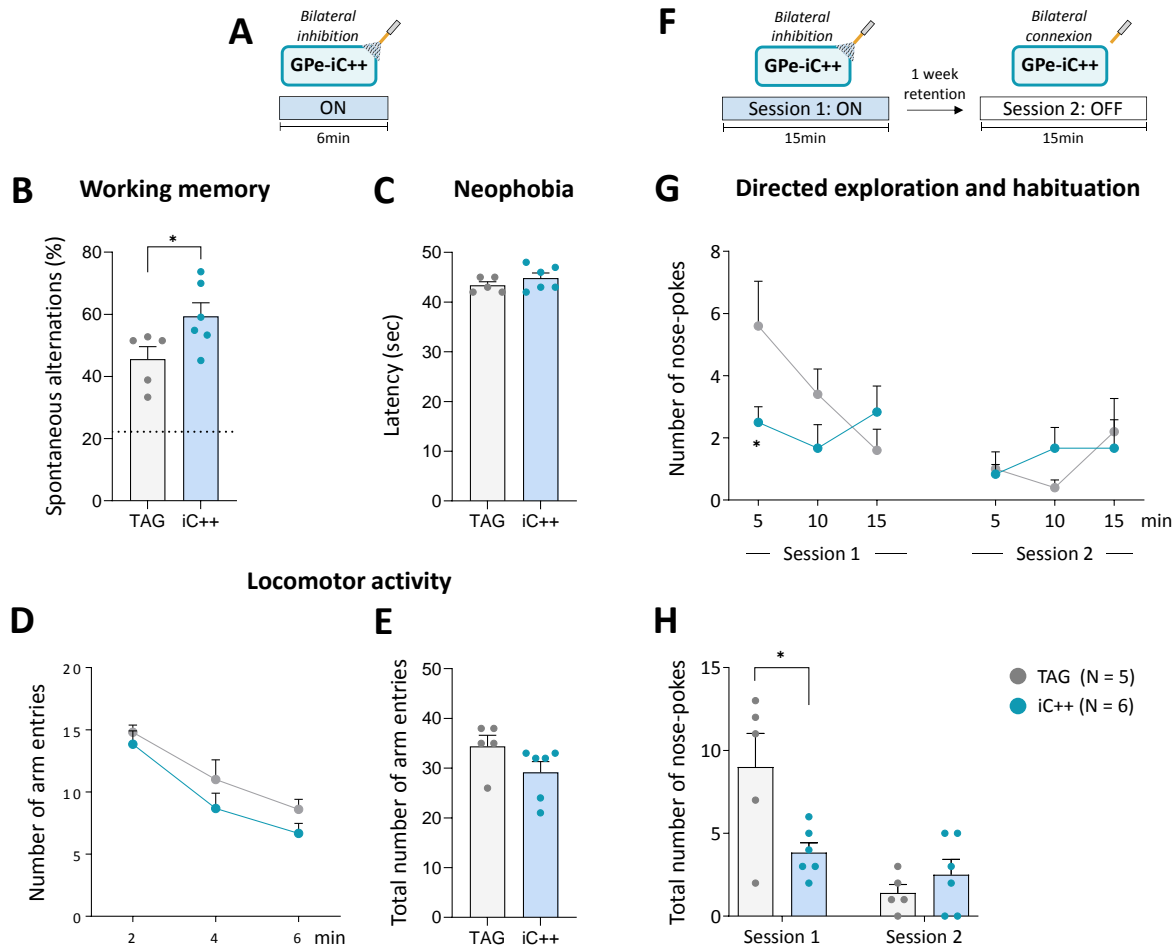 A
Bilateral
inhibition
GPe-iC++
ON
6min
F
Bilateral
inhibition
GPe-iC++
Session 1: ON
15min
1 week
retention
Bilateral
connexion
GPe-iC++
Session 2: OFF
15min
B
Working memory
Spontaneous alternations (%)
80
60
40
20
0
*
TAG
iC++
C
Neophobia
Latency (sec)
50
40
30
20
10
0
TAG
iC++
G
Directed exploration and habituation
Number of nose-pokes
8
6
4
2
0
*
5
10
15
5
10
15
min
Session 1
Session 2
Locomotor activity
D
Number of arm entries
20
15
10
5
0
2
4
6
min
E
Total number of arm entries
50
40
30
20
10
0
TAG
iC++
H
Total number of nose-pokes
15
10
5
0
*
Session 1
Session 2
TAG (N = 5)
iC++ (N = 6)